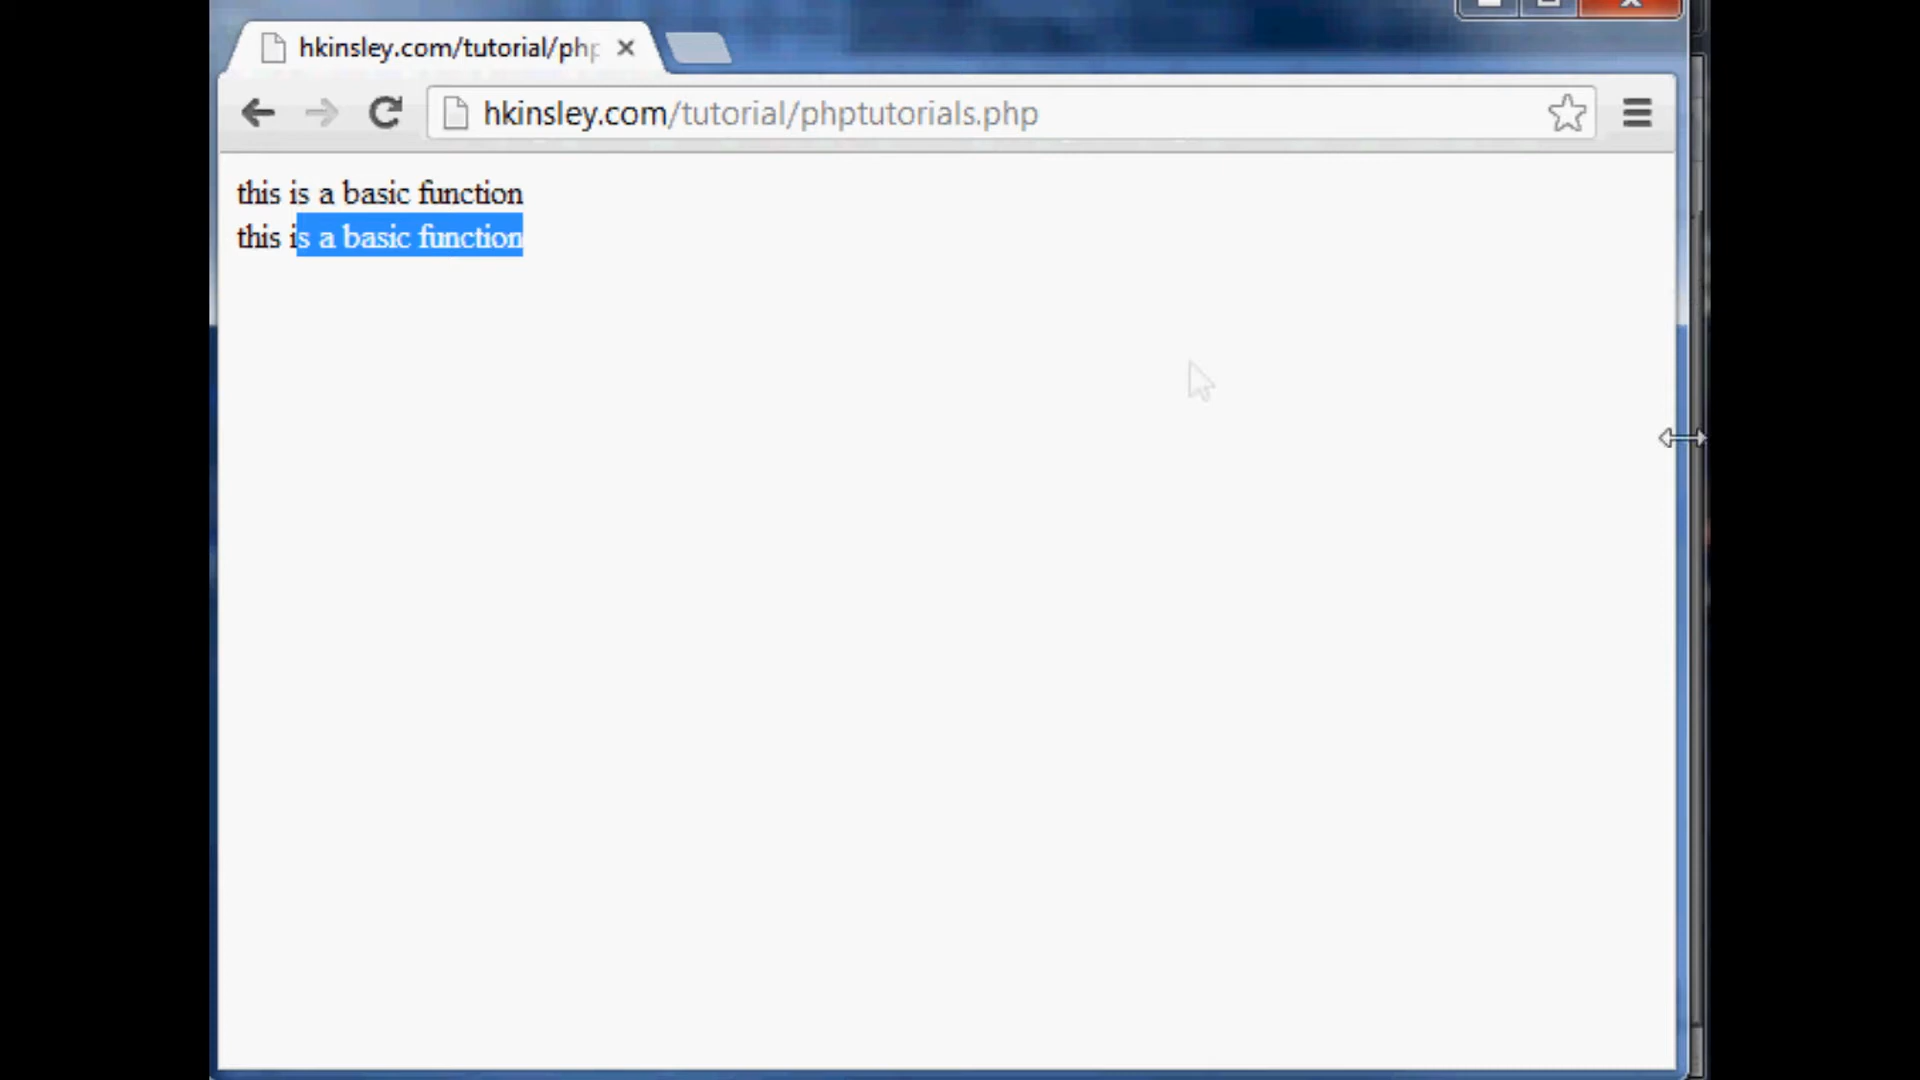 hkinsley.com/tutorial/php
hkinsley.com/tutorial/phptutorials.php
this is a basic function
this is a basic function